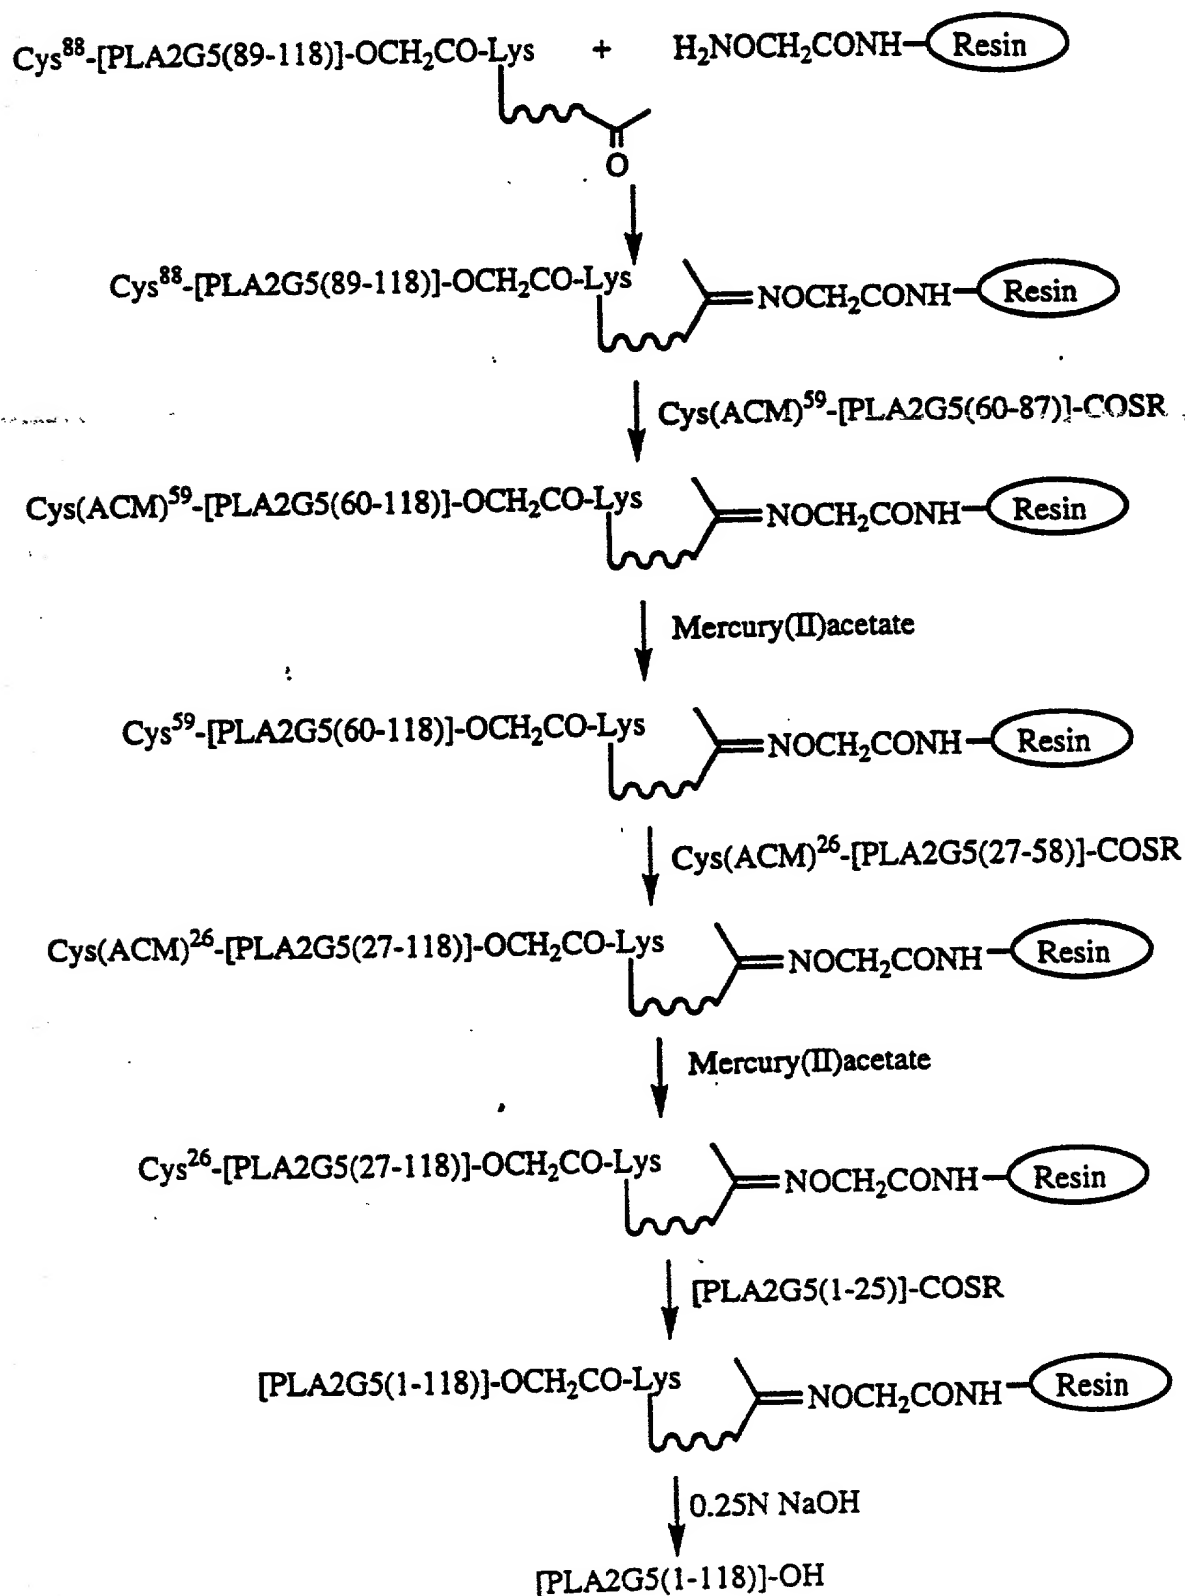 Cys⁸⁸-[PLA2G5(89-118)]-OCH₂CO-Lys + H₂NOCH₂CONH-Resin
O
Cys⁸⁸-[PLA2G5(89-118)]-OCH₂CO-Lys =NOCH₂CONH-Resin
Cys(ACM)⁵⁹-[PLA2G5(60-87)]-COSR
Cys(ACM)⁵⁹-[PLA2G5(60-118)]-OCH₂CO-Lys =NOCH₂CONH-Resin
Mercury(II)acetate
Cys⁵⁹-[PLA2G5(60-118)]-OCH₂CO-Lys =NOCH₂CONH-Resin
Cys(ACM)²⁶-[PLA2G5(27-58)]-COSR
Cys(ACM)²⁶-[PLA2G5(27-118)]-OCH₂CO-Lys =NOCH₂CONH-Resin
Mercury(II)acetate
Cys²⁶-[PLA2G5(27-118)]-OCH₂CO-Lys =NOCH₂CONH-Resin
[PLA2G5(1-25)]-COSR
[PLA2G5(1-118)]-OCH₂CO-Lys =NOCH₂CONH-Resin
0.25N NaOH
[PLA2G5(1-118)]-OH